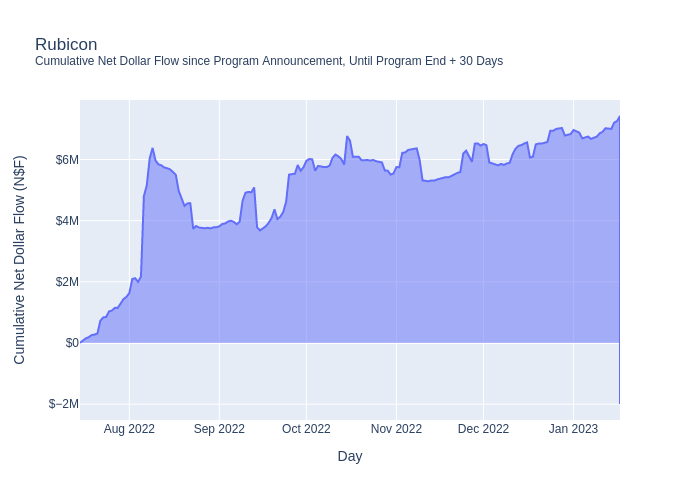 Rubicon
Cumulative Net Dollar Flow since Program Announcement, Until Program End + 30 Days
Cumulative Net Dollar Flow (N$F)
$6M
$4M
$2M
$0
$−2M
Aug 2022
Sep 2022
Oct 2022
Nov 2022
Dec 2022
Jan 2023
Day